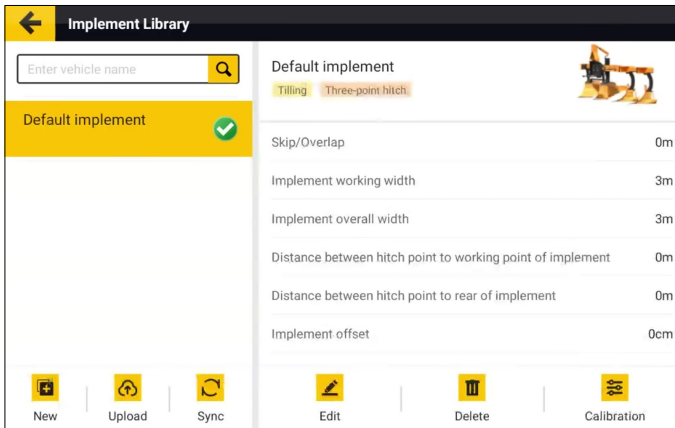 Implement Library
Enter vehicle name
Default implement
Default implement
Tilling Three-point hitch
Skip/Overlap 0m
Implement working width 3m
Implement overall width 3m
Distance between hitch point to working point of implement 0m
Distance between hitch point to rear of implement 0m
Implement offset 0cm
New Upload Sync Edit Delete Calibration